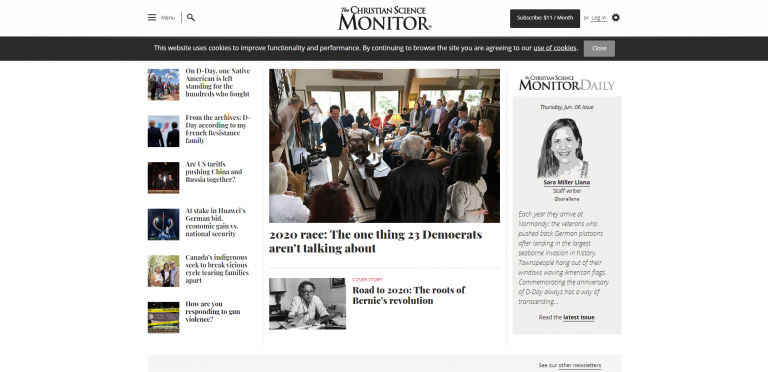 Menu
The CHRISTIAN SCIENCE
MONITOR
Subscribe: $11 / Month
or Log in
This website uses cookies to improve functionality and performance. By continuing to browse the site you are agreeing to our use of cookies.
Close
On D-Day, one Native
American is left
standing for the
hundreds who fought
From the archives: D-
Day according to my
French Resistance
family
Are US tariffs
pushing China and
Russia together?
At stake in Huawei's
German bid,
economic gain vs.
national security
Canada's indigenous
seek to break vicious
cycle tearing families
apart
How are you
responding to gun
violence?
2020 race: The one thing 23 Democrats
aren't talking about
COVER STORY
Road to 2020: The roots of
Bernie's revolution
The CHRISTIAN SCIENCE
MONITOR DAILY
Thursday, Jun. 06 Issue
Sara Miller Llana
Staff writer
@sarallana
Each year they arrive at
Normandy: the veterans who
pushed back German platoons
after landing in the largest
seaborne invasion in history.
Townspeople hang out of their
windows waving American flags.
Commemorating the anniversary
of D-Day always has a way of
transcending...
Read the latest issue
See our other newsletters